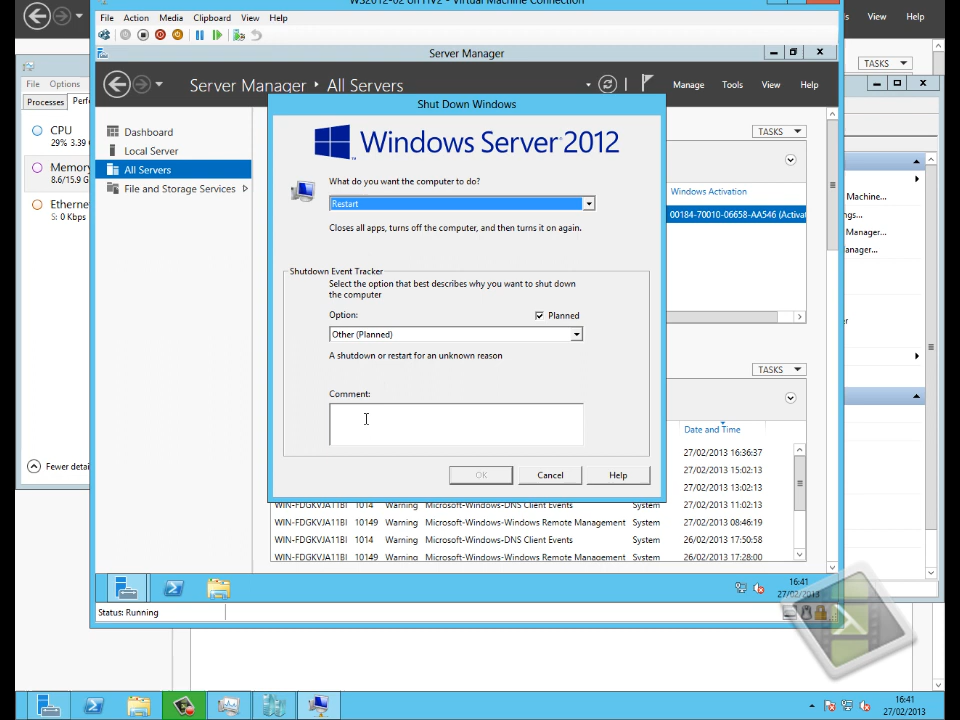 WS2012-02 on HV2 - Virtual Machine Connection
File Action Media Clipboard View Help
View Help
Server Manager
TASKS
File Options
Server Manager ▸ All Servers
Manage Tools View Help
Processes
Shut Down Windows
CPU
29% 3.39
Memory
8.6/15.9
Ethernet
S: 0 Kbps
Fewer detai
Dashboard
Local Server
All Servers
File and Storage Services
TASKS
Windows Activation
00184-70010-06658-AA546 (Activa
Windows Server 2012
What do you want the computer to do?
Restart
Closes all apps, turns off the computer, and then turns it on again.
Shutdown Event Tracker
Select the option that best describes why you want to shut down
the computer
Option:
Planned
Other (Planned)
A shutdown or restart for an unknown reason
Comment:
OK Cancel Help
Machine...
Manager...
TASKS
Date and Time
27/02/2013 16:36:37
27/02/2013 15:02:13
27/02/2013 13:02:13
WIN-FDGKVJA11BI 1014 Warning Microsoft-Windows-DNS Client Events System 27/02/2013 11:02:13
WIN-FDGKVJA11BI 10149 Warning Microsoft-Windows-Windows Remote Management System 27/02/2013 08:46:19
WIN-FDGKVJA11BI 1014 Warning Microsoft-Windows-DNS Client Events System 26/02/2013 17:50:58
WIN-FDGKVJA11BI 10149 Warning Microsoft-Windows-Windows Remote Management System 26/02/2013 17:28:00
16:41
27/02/2013
Status: Running
16:41
27/02/2013